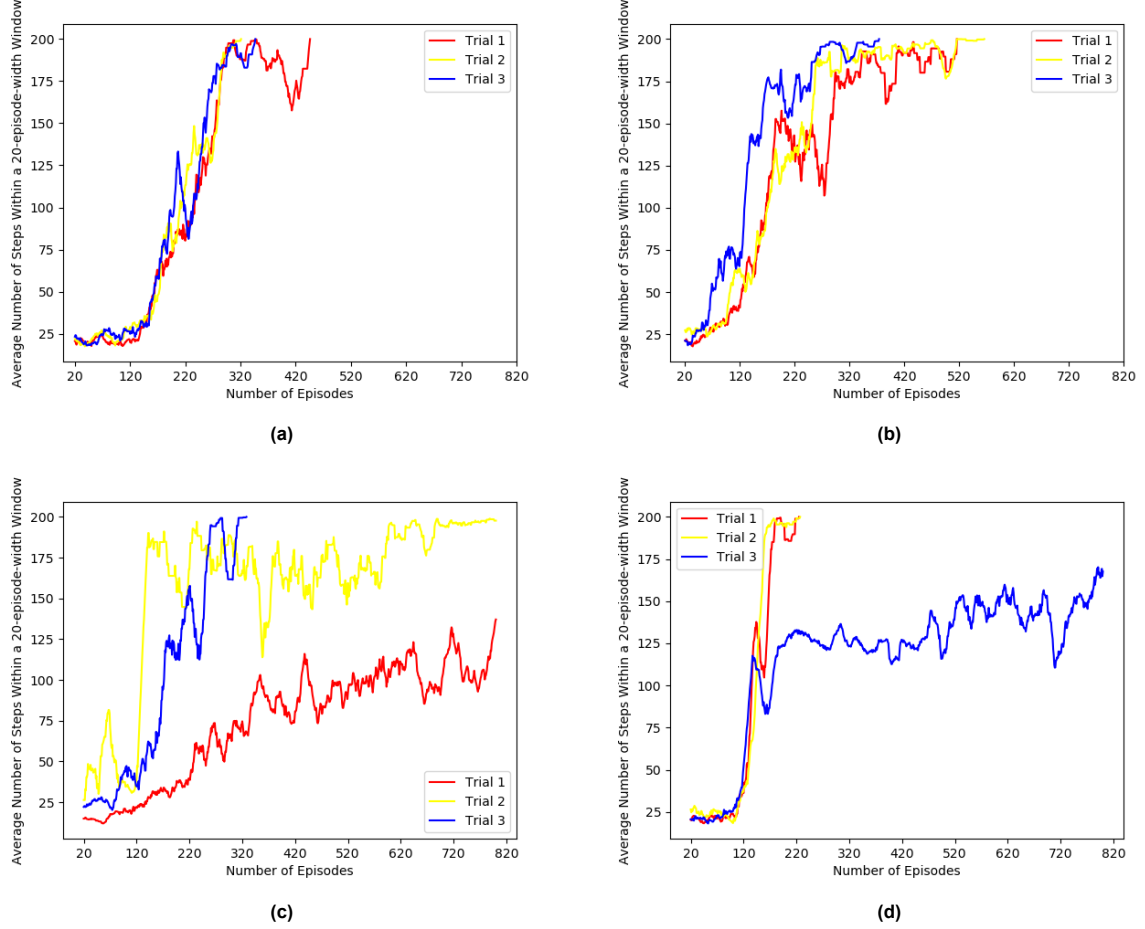 Average Number of Steps Within a 20-episode-width Window
200
175
150
125
100
75
50
25
Trial 1
Trial 2
Trial 3
20 120 220 320 420 520 620 720 820
Number of Episodes
(a)
Average Number of Steps Within a 20-episode-width Window
200
175
150
125
100
75
50
25
Trial 1
Trial 2
Trial 3
20 120 220 320 420 520 620 720 820
Number of Episodes
(b)
Average Number of Steps Within a 20-episode-width Window
200
175
150
125
100
75
50
25
Trial 1
Trial 2
Trial 3
20 120 220 320 420 520 620 720 820
Number of Episodes
(c)
Average Number of Steps Within a 20-episode-width Window
200
175
150
125
100
75
50
25
Trial 1
Trial 2
Trial 3
20 120 220 320 420 520 620 720 820
Number of Episodes
(d)